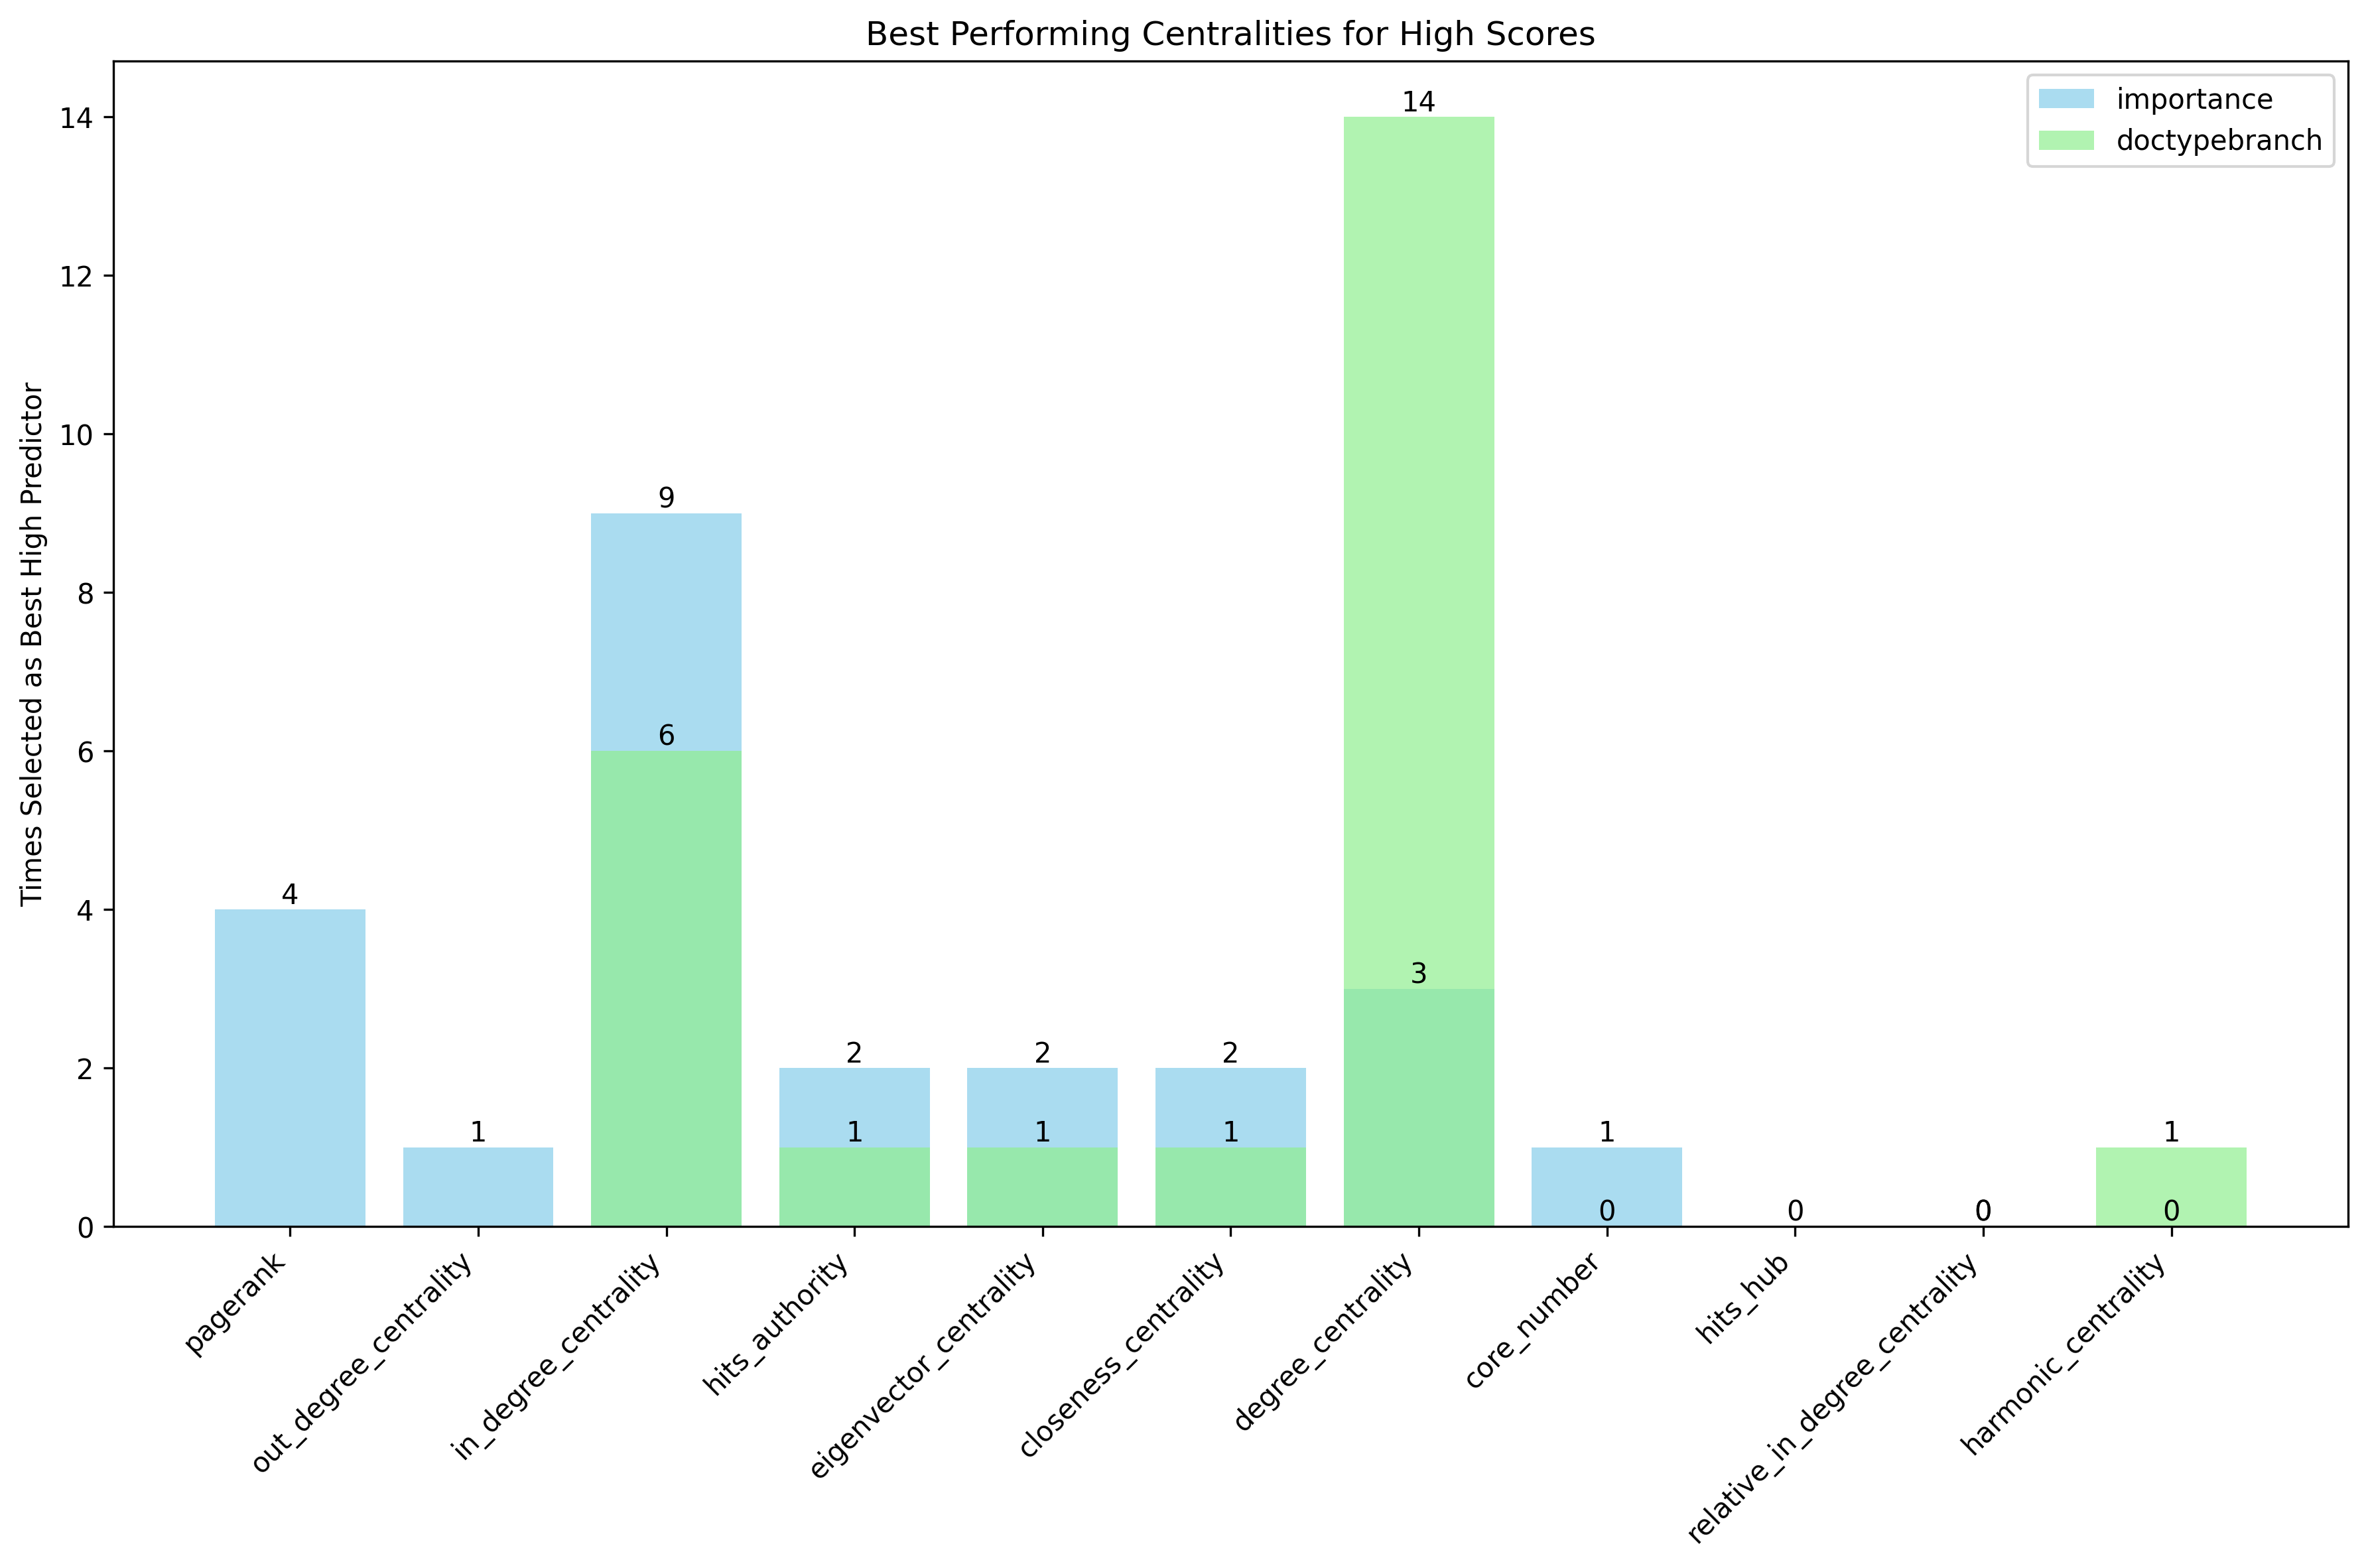 Best Performing Centralities for High Scores
importance
doctypebranch
Times Selected as Best High Predictor
14
12
10
8
6
4
2
0
4
1
9
6
2
1
2
1
2
1
14
3
1
0
0
0
1
0
pagerank
out_degree_centrality
in_degree_centrality
hits_authority
eigenvector_centrality
closeness_centrality
degree_centrality
core_number
hits_hub
relative_in_degree_centrality
harmonic_centrality